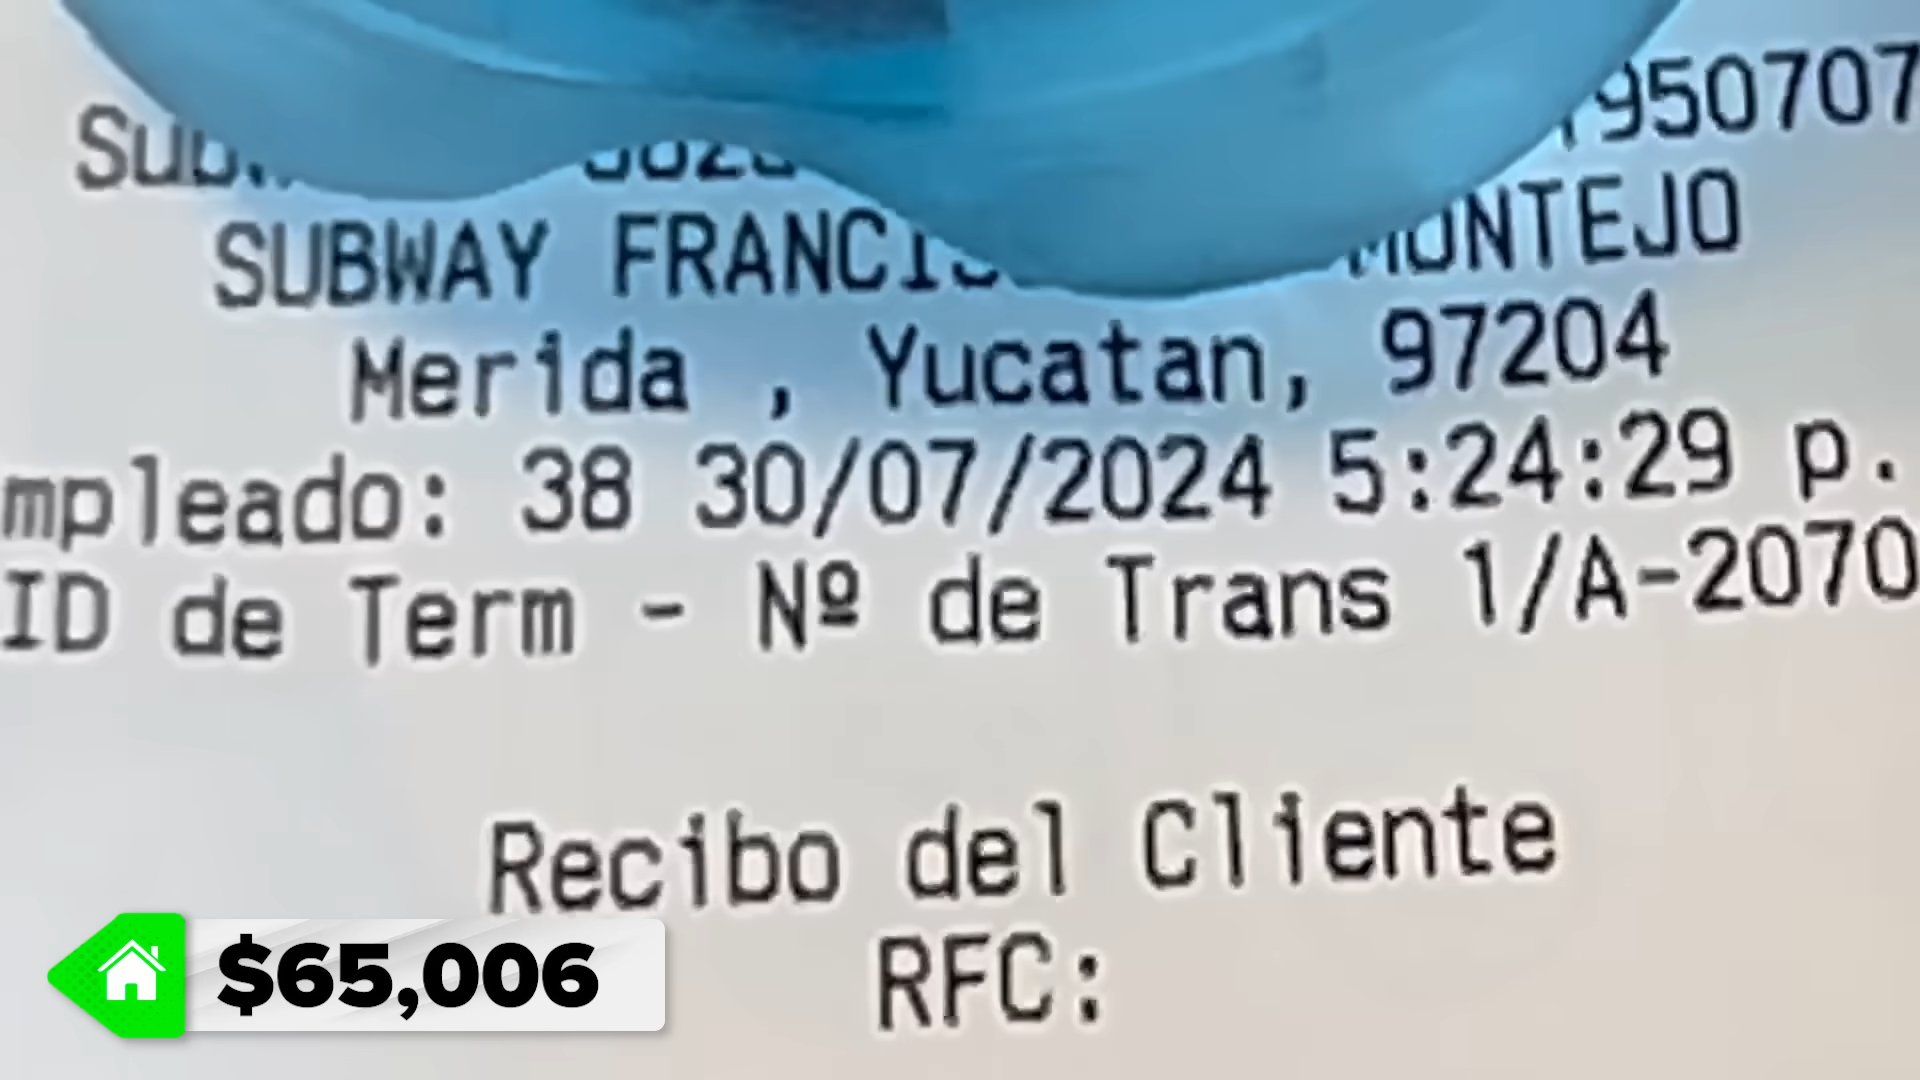 950707
SUBWAY MONTEJO
Merida , Yucatan, 97204
mpleado: 38 30/07/2024 5:24:29 p.
ID de Term - Nº de Trans 1/A-2070
Recibo del Cliente
RFC:
$65,006